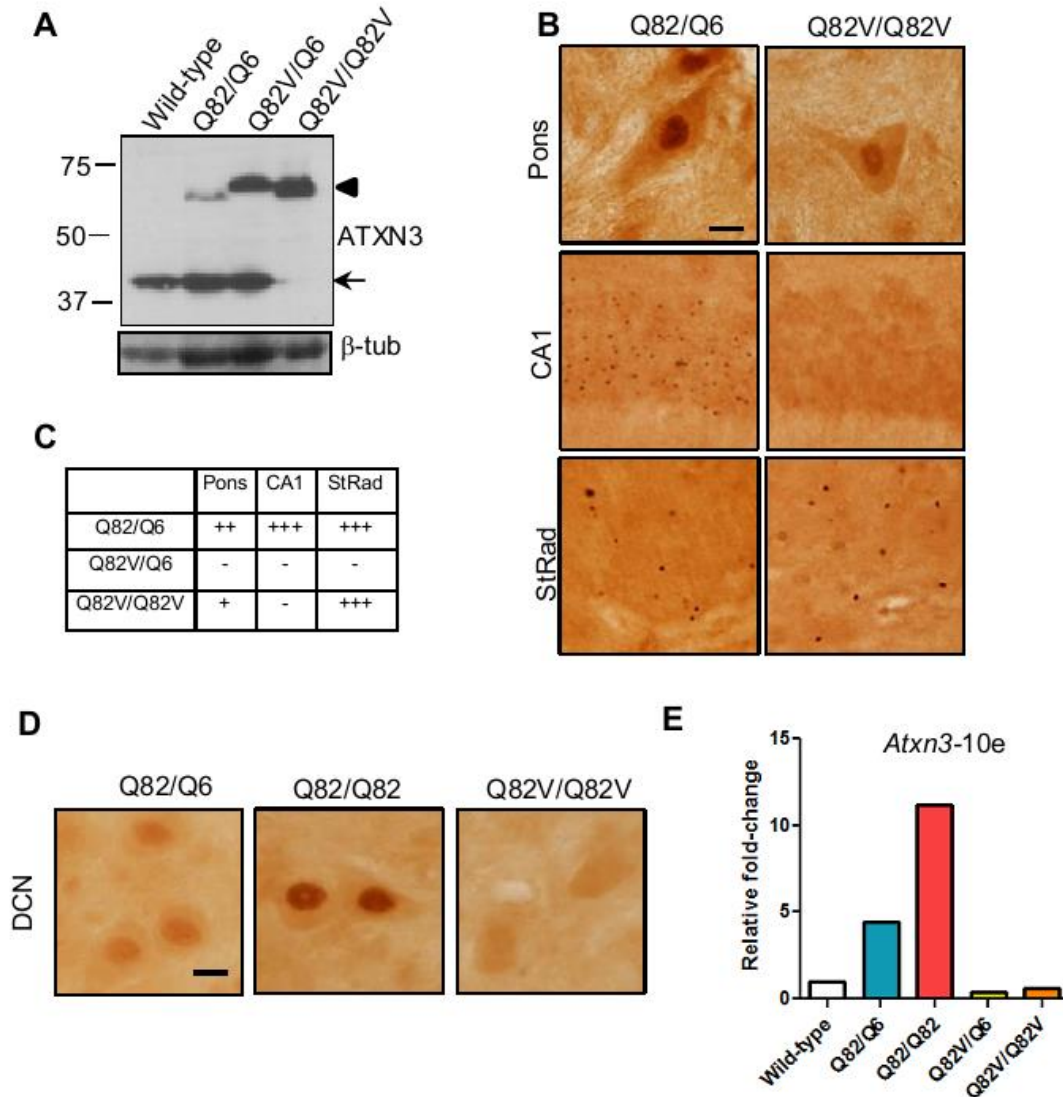 A
Wild-type
Q82/Q6
Q82V/Q6
Q82V/Q82V
75
50
37
ATXN3
β-tub
B
Q82/Q6 Q82V/Q82V
Pons
CA1
StRad
C
Pons CA1 StRad
Q82/Q6 ++ +++ +++
Q82V/Q6 - - -
Q82V/Q82V + - +++
D
Q82/Q6 Q82/Q82 Q82V/Q82V
DCN
E
Atxn3-10e
Relative fold-change
15
10
5
0
Wild-type
Q82/Q6
Q82/Q82
Q82V/Q6
Q82V/Q82V